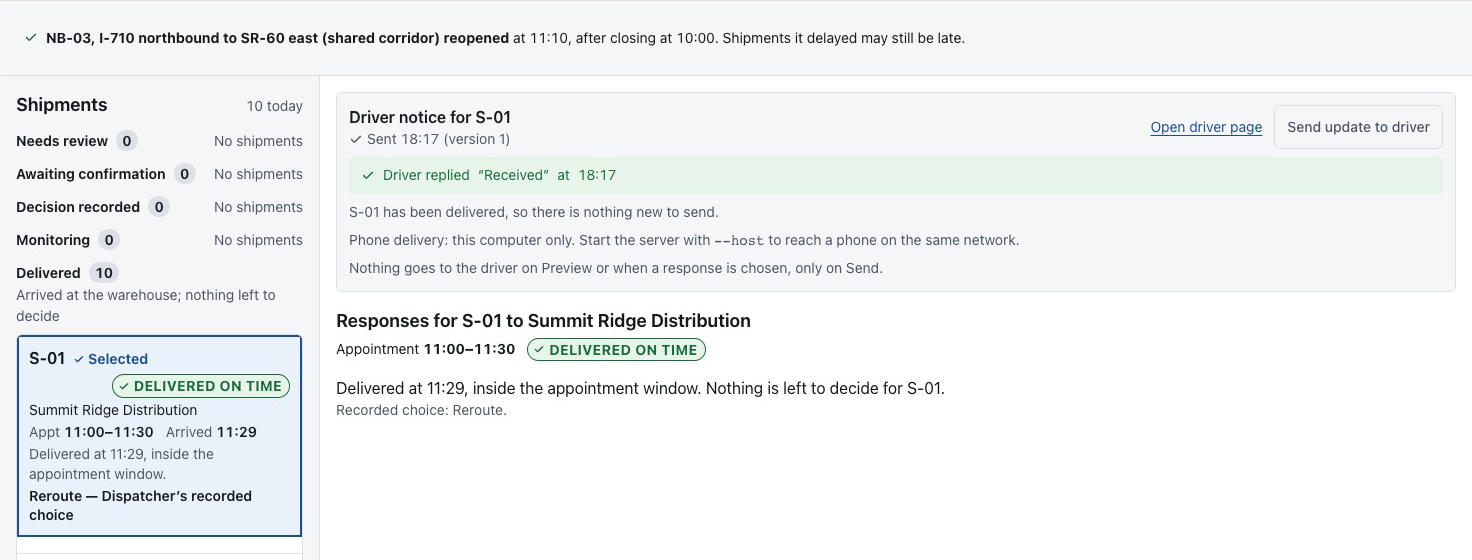 ✓ NB-03, I-710 northbound to SR-60 east (shared corridor) reopened at 11:10, after closing at 10:00. Shipments it delayed may still be late.
Shipments 10 today
Needs review 0 No shipments
Awaiting confirmation 0 No shipments
Decision recorded 0 No shipments
Monitoring 0 No shipments
Delivered 10
Arrived at the warehouse; nothing left to
decide
S-01 ✓ Selected
✓ DELIVERED ON TIME
Summit Ridge Distribution
Appt 11:00–11:30 Arrived 11:29
Delivered at 11:29, inside the
appointment window.
Reroute — Dispatcher’s recorded
choice
Driver notice for S-01
✓ Sent 18:17 (version 1)
Open driver page Send update to driver
✓ Driver replied “Received” at 18:17
S-01 has been delivered, so there is nothing new to send.
Phone delivery: this computer only. Start the server with --host to reach a phone on the same network.
Nothing goes to the driver on Preview or when a response is chosen, only on Send.
Responses for S-01 to Summit Ridge Distribution
Appointment 11:00–11:30 ✓ DELIVERED ON TIME
Delivered at 11:29, inside the appointment window. Nothing is left to decide for S-01.
Recorded choice: Reroute.